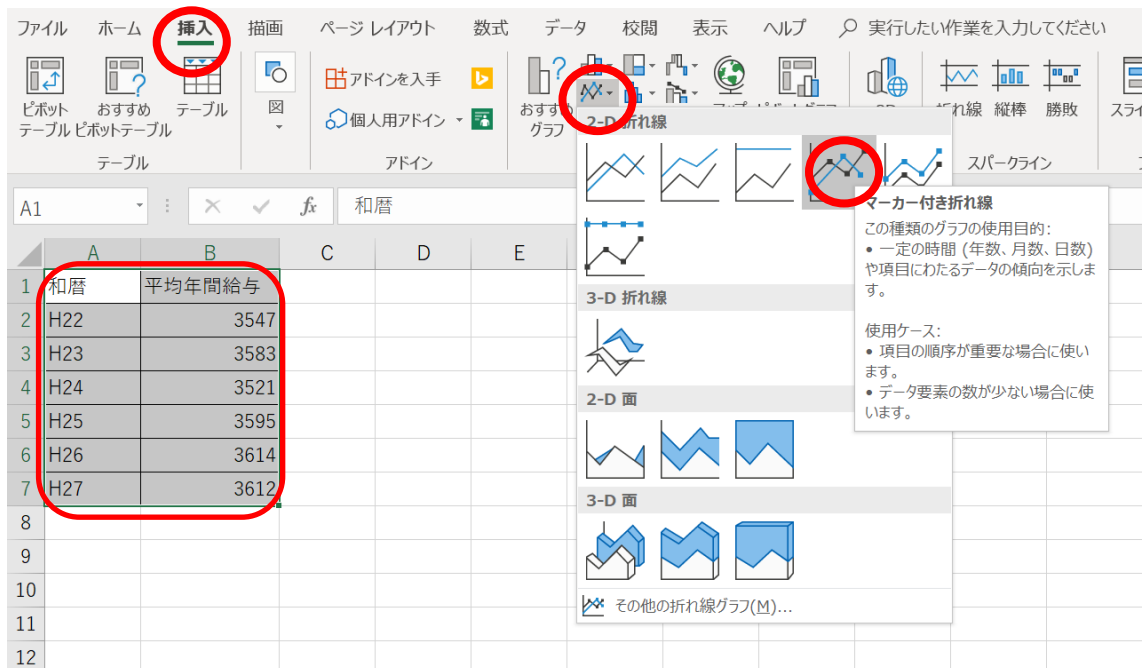 ファイル ホーム 挿入 描画 ページ レイアウト 数式 データ 校閲 表示 ヘルプ 実行したい作業を入力してください
ピボット
テーブル
おすすめ
ピボットテーブル
テーブル
図
アドインを入手
個人用アドイン
おすすめ
グラフ
折れ線 縦棒 勝敗
テーブル アドイン スパークライン
A1 fx 和暦
A B C D E
1 和暦 平均年間給与
2 H22 3547
3 H23 3583
4 H24 3521
5 H25 3595
6 H26 3614
7 H27 3612
8
9
10
11
12
2-D 折れ線
3-D 折れ線
2-D 面
3-D 面
その他の折れ線グラフ(M)...
マーカー付き折れ線
この種類のグラフの使用目的:
• 一定の時間 (年数、月数、日数)
や項目にわたるデータの傾向を示しま
す。
使用ケース:
• 項目の順序が重要な場合に使い
ます。
• データ要素の数が少ない場合に使
います。